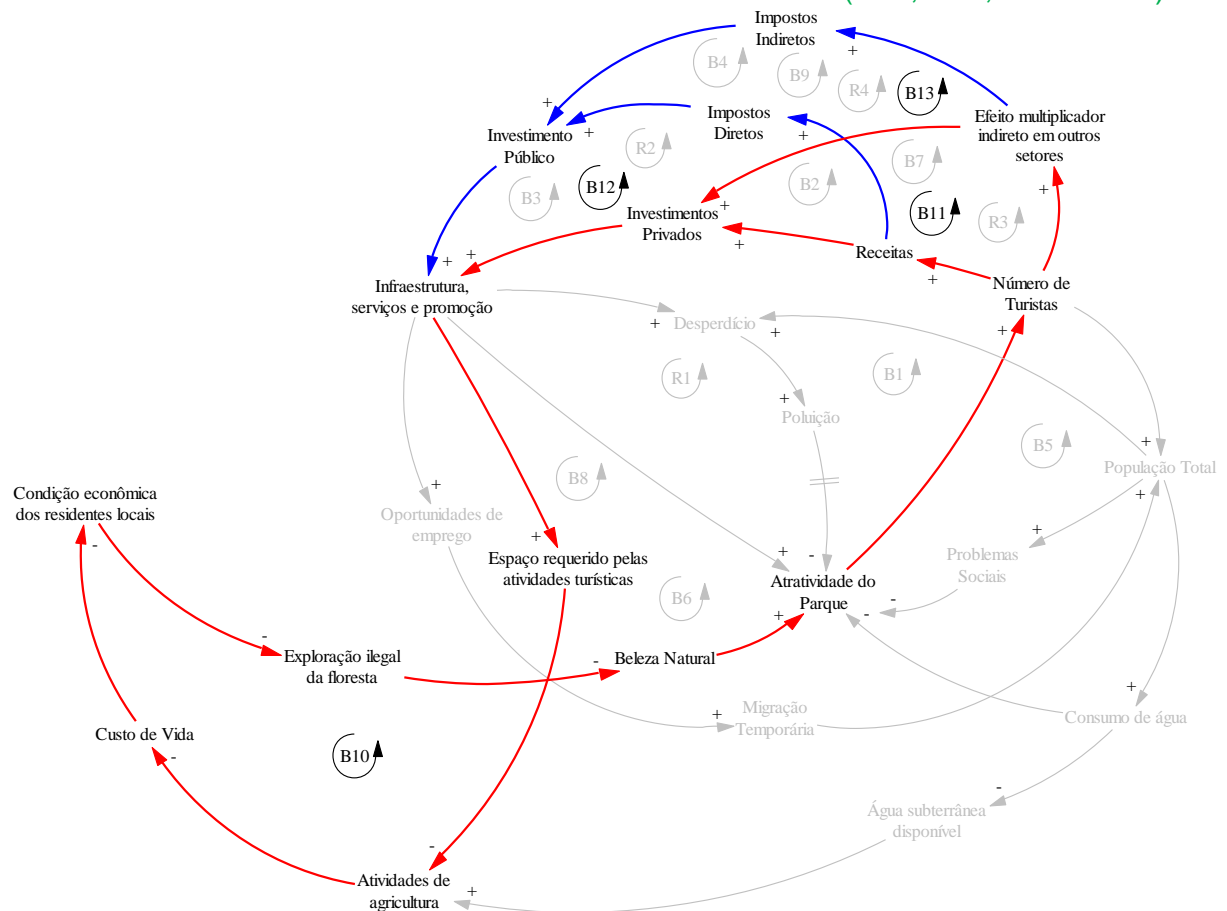 Impostos
Indiretos
B4
B9
R4
B13
Efeito multiplicador
indireto em outros
setores
Impostos
Diretos
Investimento
Público
R2
B7
B3
B12
B2
B11
R3
Investimentos
Privados
Receitas
Número de
Turistas
Infraestrutura,
serviços e promoção
Desperdício
R1
B1
Poluição
B5
População Total
B8
Condição econômica
dos residentes locais
Oportunidades de
emprego
Espaço requerido pelas
atividades turísticas
Problemas
Sociais
Atratividade do
Parque
B6
Exploração ilegal
da floresta
Beleza Natural
Migração
Temporária
Consumo de água
Custo de Vida
B10
Água subterrânea
disponível
Atividades de
agricultura